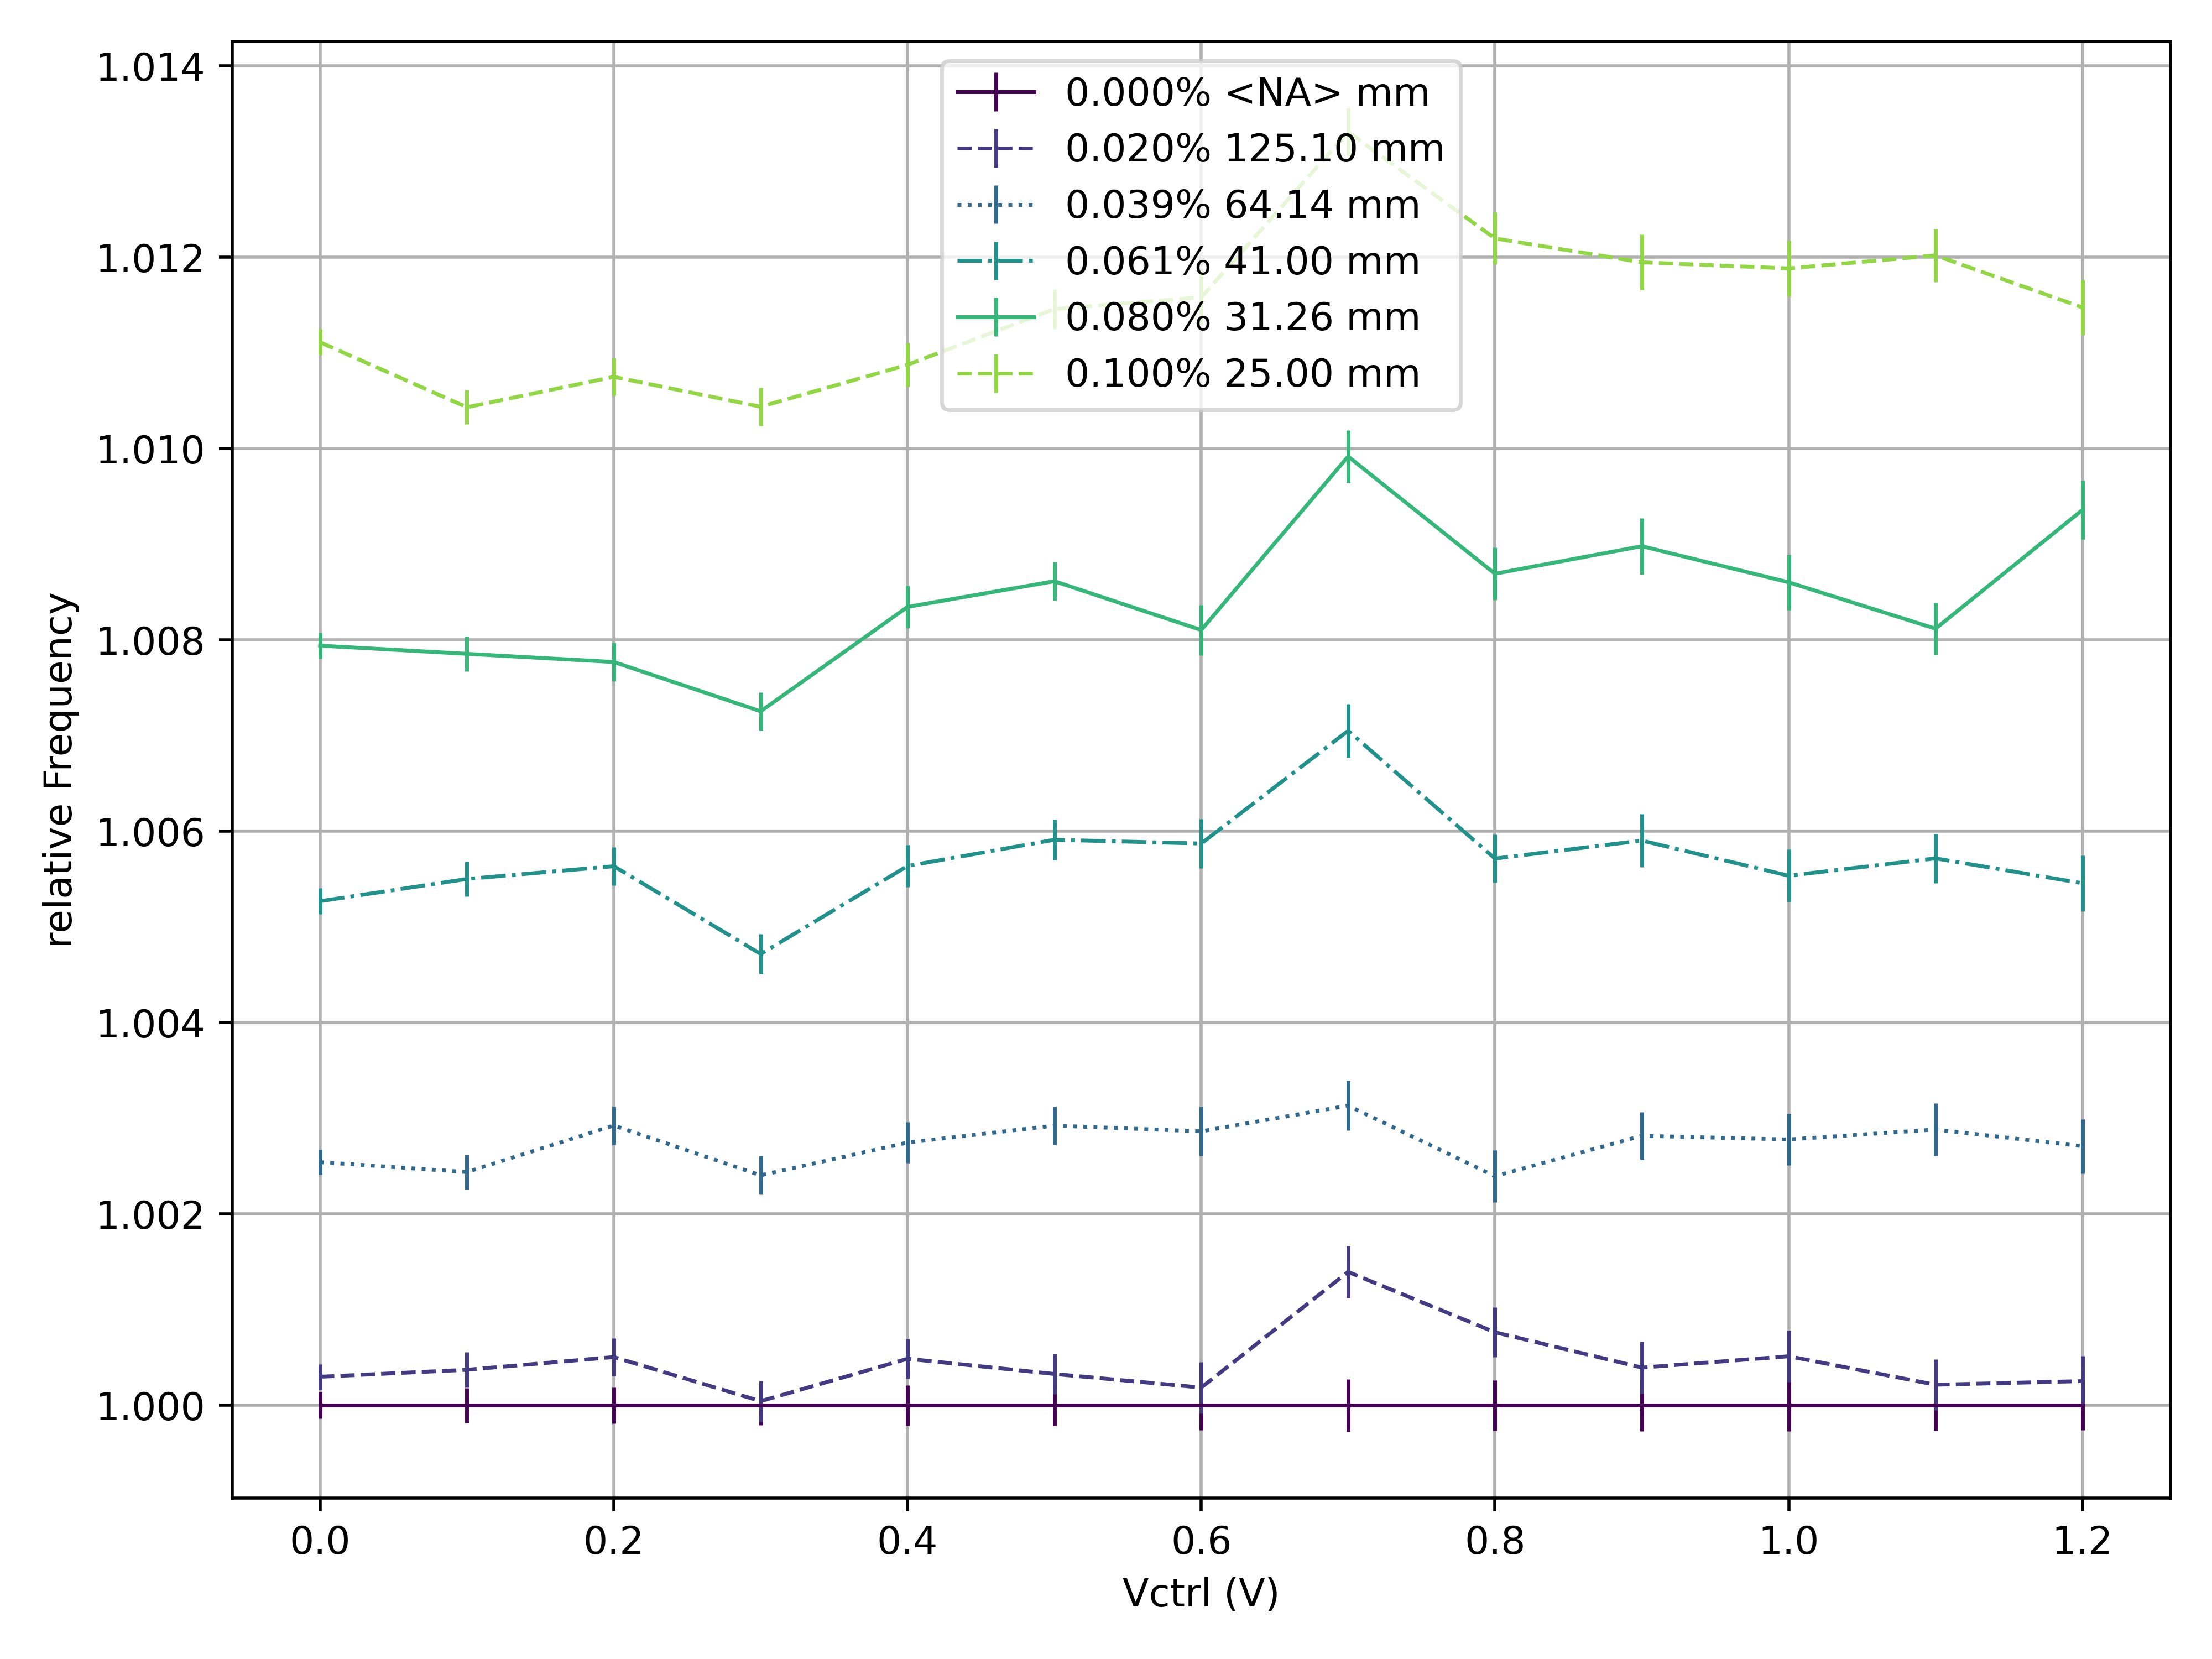 1.014
1.012
1.010
1.008
1.006
1.004
1.002
1.000
relative Frequency
0.000% <NA> mm
0.020% 125.10 mm
0.039% 64.14 mm
0.061% 41.00 mm
0.080% 31.26 mm
0.100% 25.00 mm
0.0 0.2 0.4 0.6 0.8 1.0 1.2
Vctrl (V)